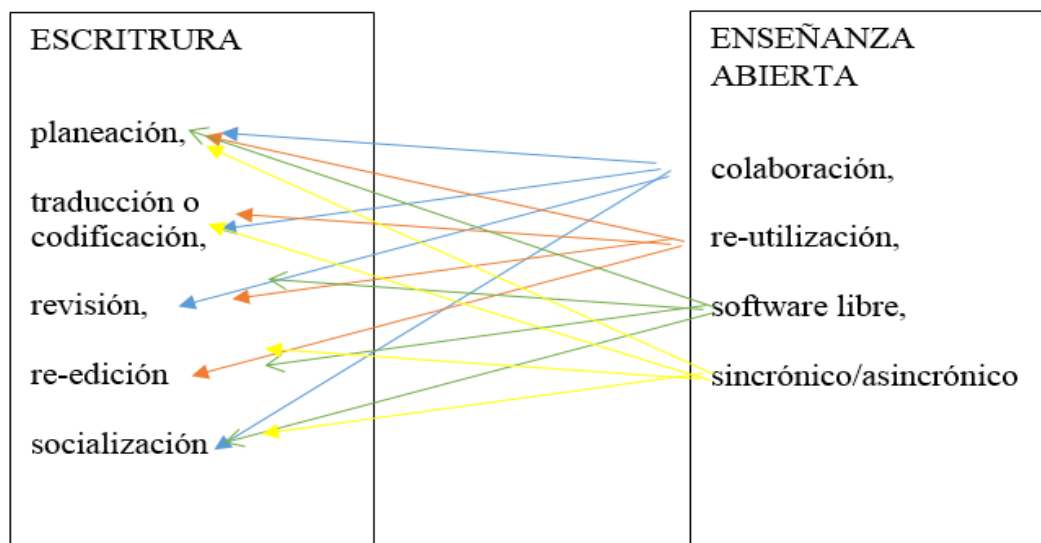 ESCRITRURA
planeación,
traducción o
codificación,
revisión,
re-edición
socialización
ENSEÑANZA
ABIERTA
colaboración,
re-utilización,
software libre,
sincrónico/asincrónico